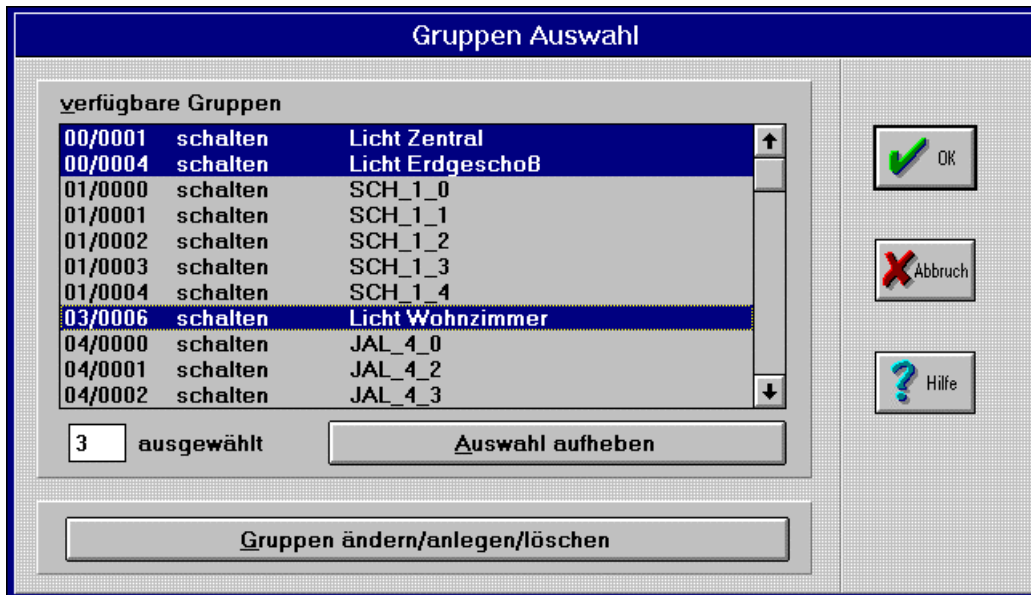 Gruppen Auswahl
verfügbare Gruppen
00/0001 schalten Licht Zentral
00/0004 schalten Licht Erdgeschoß
01/0000 schalten SCH_1_0
01/0001 schalten SCH_1_1
01/0002 schalten SCH_1_2
01/0003 schalten SCH_1_3
01/0004 schalten SCH_1_4
03/0006 schalten Licht Wohnzimmer
04/0000 schalten JAL_4_0
04/0001 schalten JAL_4_2
04/0002 schalten JAL_4_3
3 ausgewählt
Auswahl aufheben
Gruppen ändern/anlegen/löschen
OK
Abbruch
Hilfe